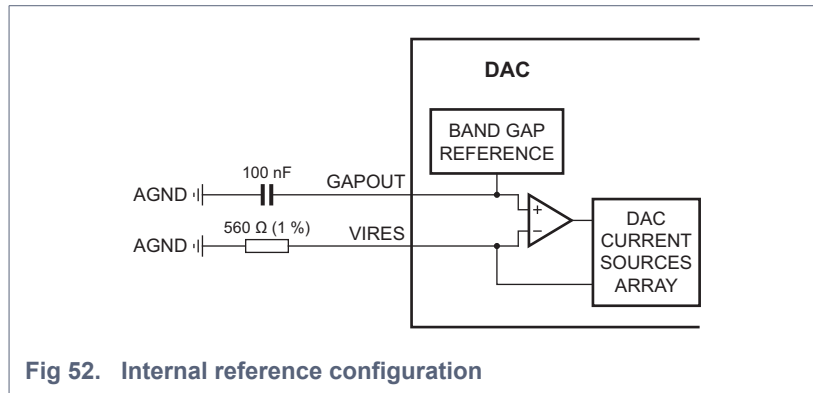 DAC
BAND GAP
REFERENCE
100 nF
GAPOUT
AGND
560 Ω (1 %)
VIRES
AGND
+
−
DAC
CURRENT
SOURCES
ARRAY
Fig 52. Internal reference configuration